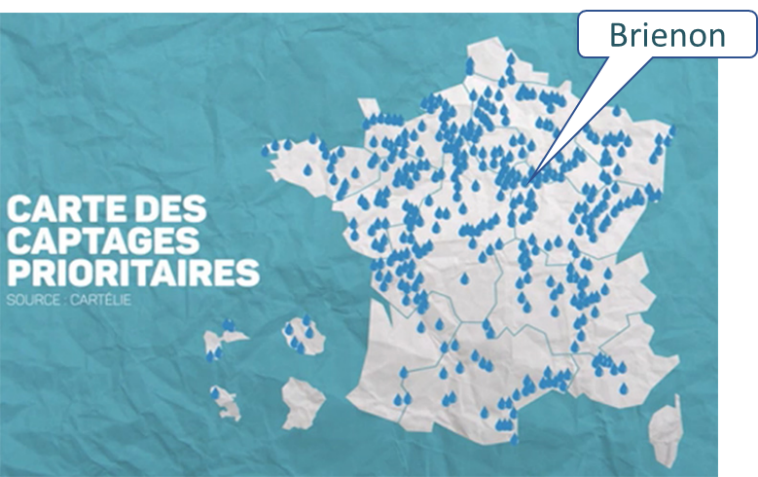 Brienon
CARTE DES
CAPTAGES
PRIORITAIRES
SOURCE : CARTÉLIE